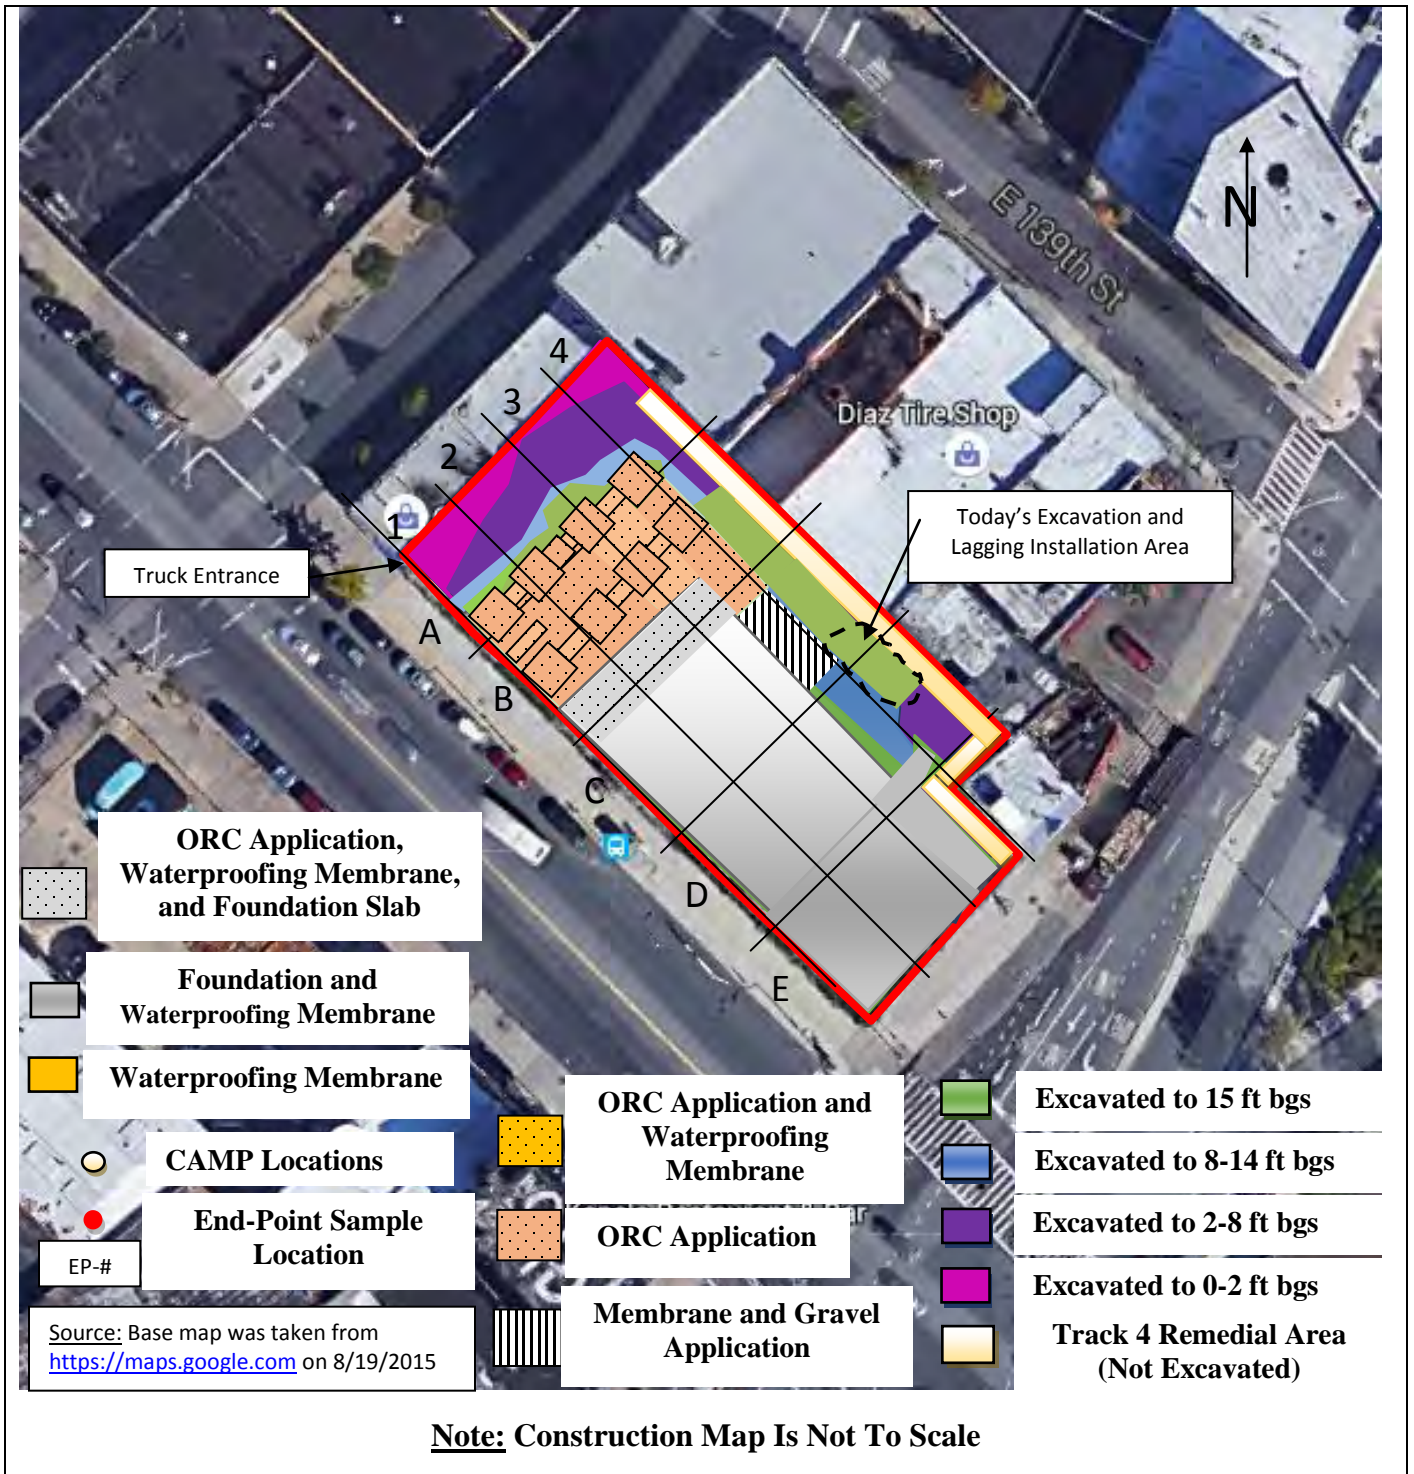 E 139th St
N
4
3
2
1
Diaz Tire Shop
Today's Excavation and
Lagging Installation Area
Truck Entrance
A
B
C
D
E
ORC Application,
Waterproofing Membrane,
and Foundation Slab
Foundation and
Waterproofing Membrane
Waterproofing Membrane
CAMP Locations
End-Point Sample
Location
EP-#
Source: Base map was taken from
https://maps.google.com on 8/19/2015
ORC Application and
Waterproofing
Membrane
ORC Application
Membrane and Gravel
Application
Excavated to 15 ft bgs
Excavated to 8-14 ft bgs
Excavated to 2-8 ft bgs
Excavated to 0-2 ft bgs
Track 4 Remedial Area
(Not Excavated)
Note: Construction Map Is Not To Scale